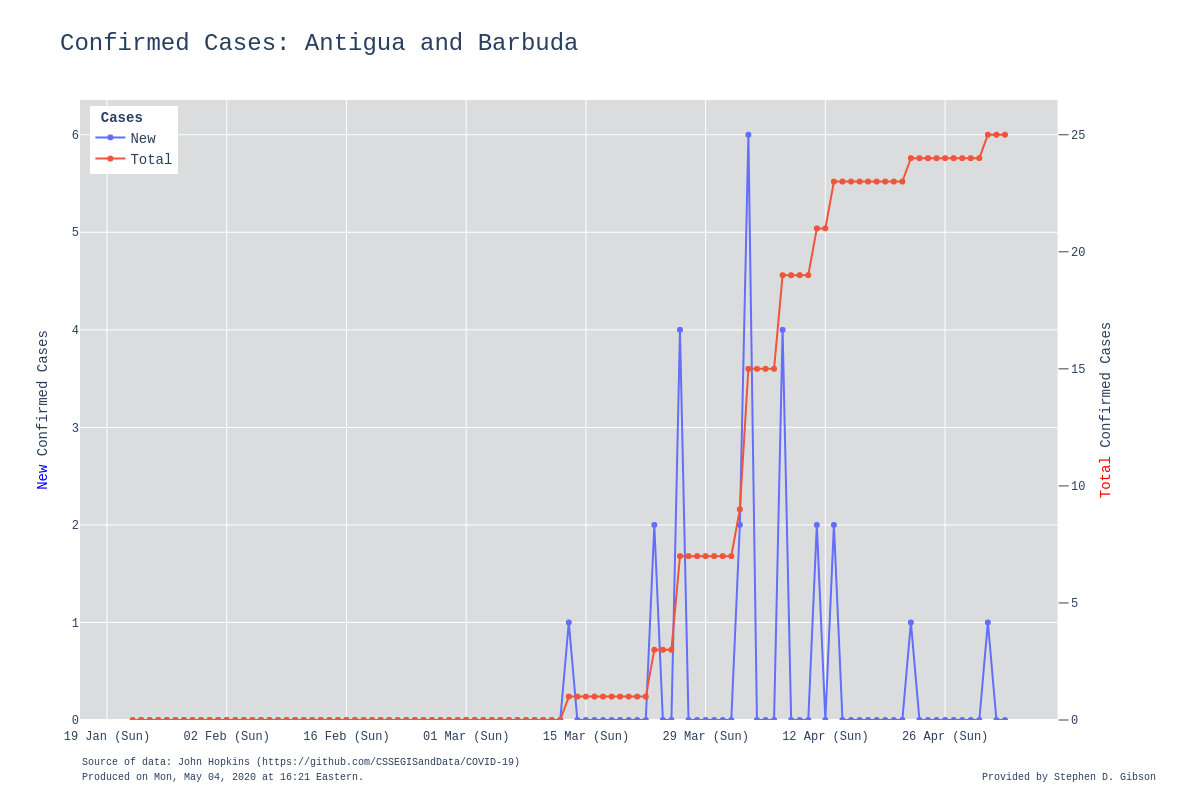 Confirmed Cases: Antigua and Barbuda
Cases
New
Total
6
5
4
3
2
1
0
New Confirmed Cases
25
20
15
10
5
0
Total Confirmed Cases
19 Jan (Sun) 02 Feb (Sun) 16 Feb (Sun) 01 Mar (Sun) 15 Mar (Sun) 29 Mar (Sun) 12 Apr (Sun) 26 Apr (Sun)
Source of data: John Hopkins (https://github.com/CSSEGISandData/COVID-19)
Produced on Mon, May 04, 2020 at 16:21 Eastern.
Provided by Stephen D. Gibson